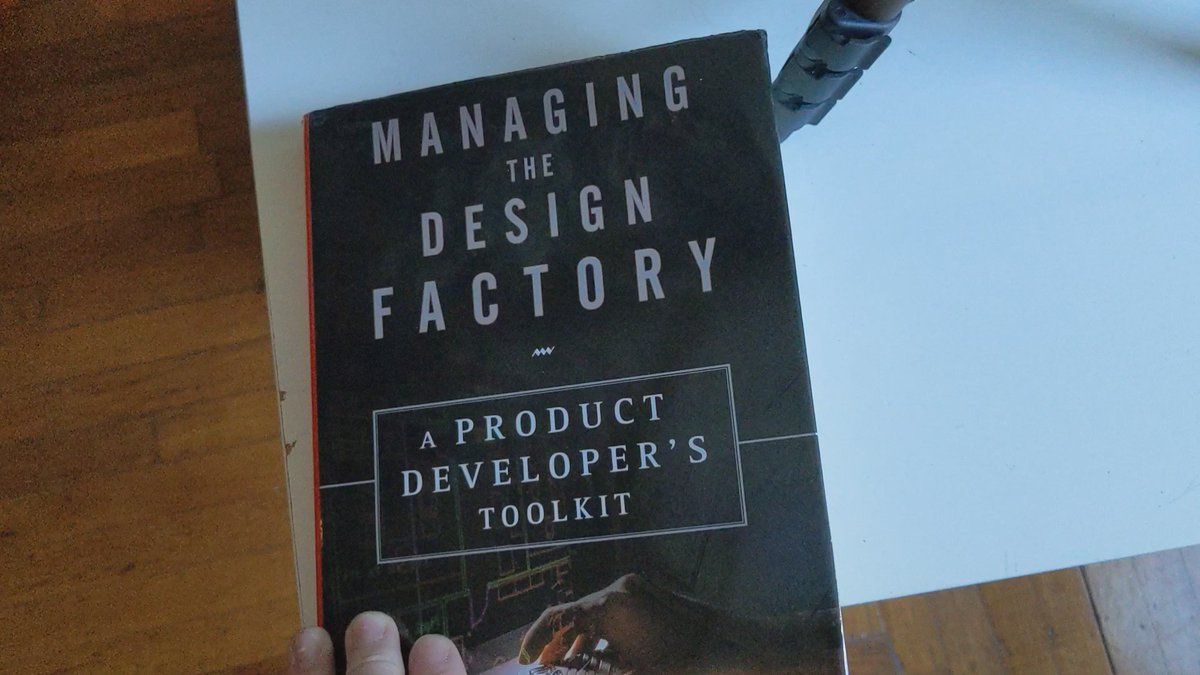 MANAGING
THE
DESIGN
FACTORY
A PRODUCT
DEVELOPER'S
TOOLKIT